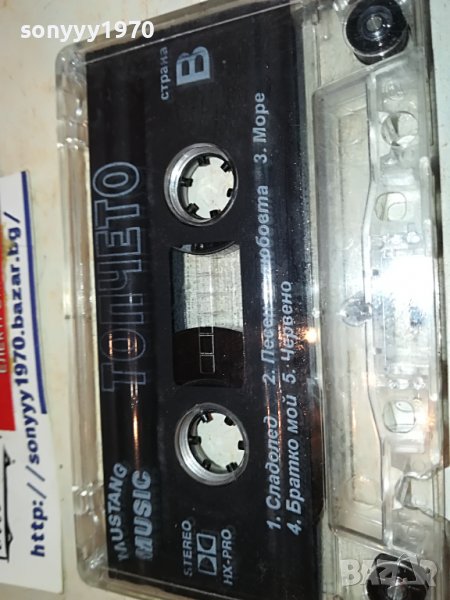 sonyyy1970
MUSTANG
MUSIC
ТОПЧЕТО
страна
B
STEREO
HX-PRO
1. Сладолед 2. Песен за любовта 3. Море
4. Братко мой 5. Червено
http://sonyyy1970.bazar.bg/
BAZAR